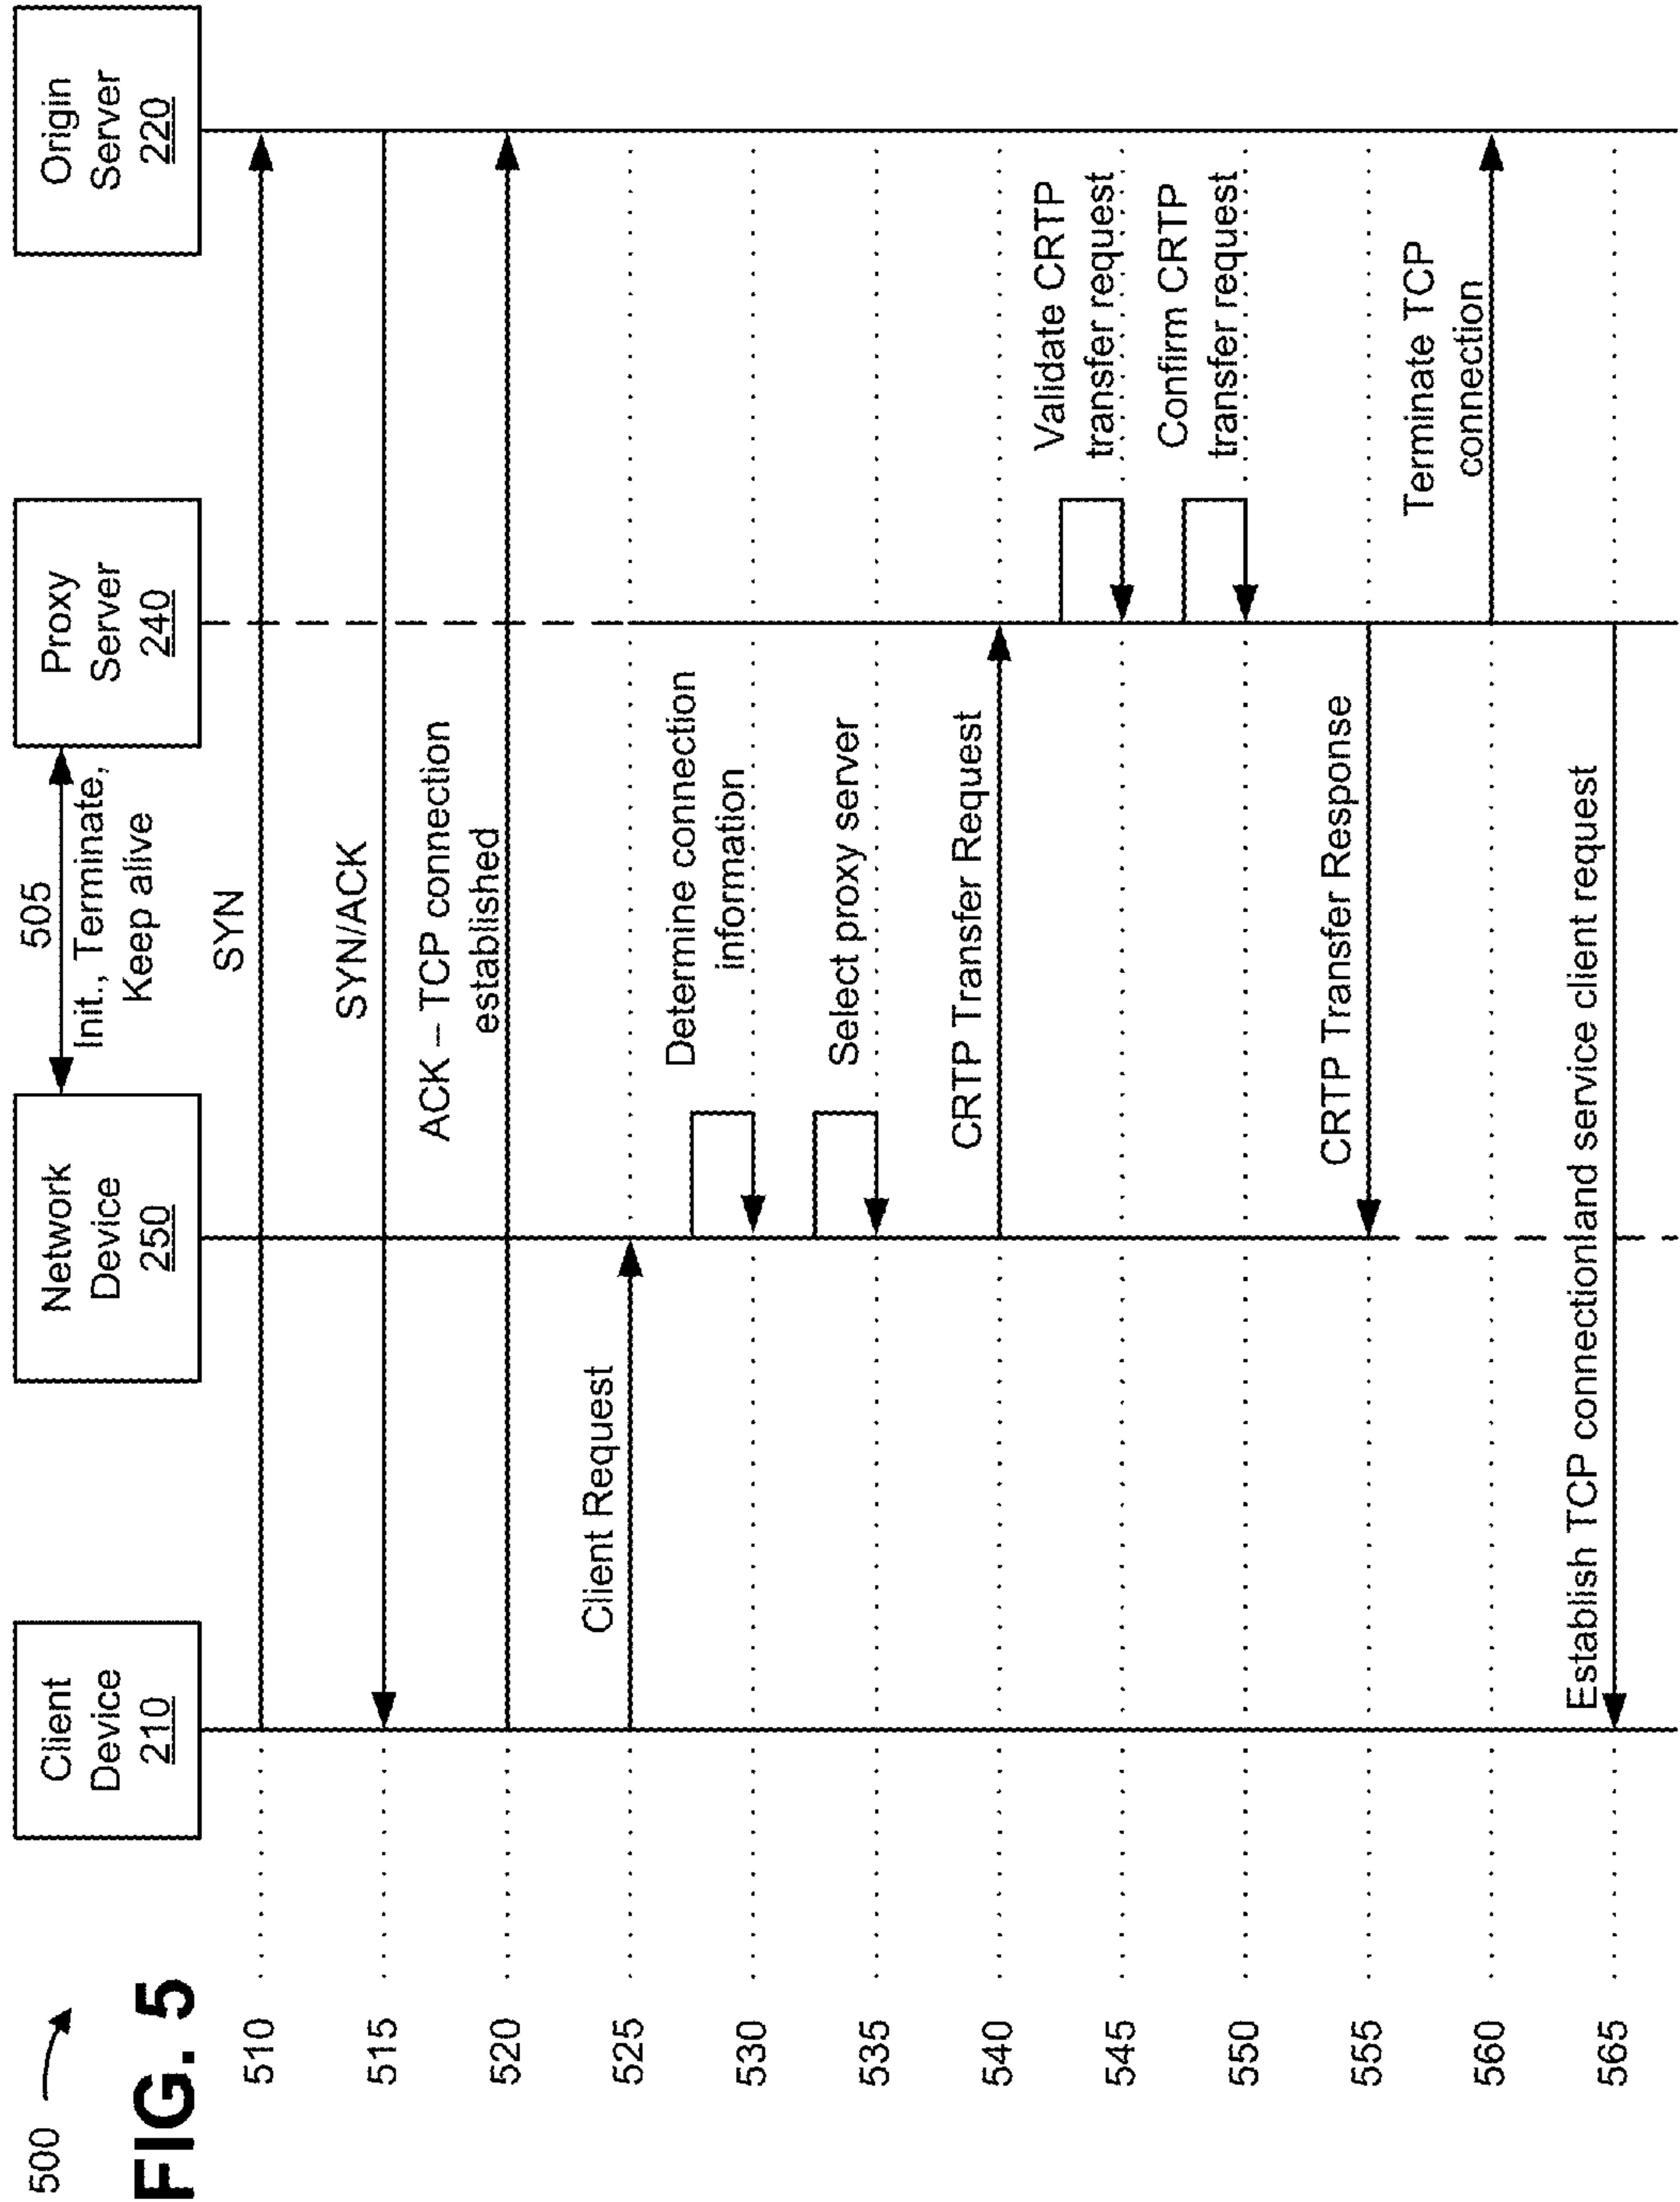 500
FIG. 5
Client
Device
210
Network
Device
250
505
Init., Terminate,
Keep alive
Proxy
Server
240
Origin
Server
220
510
SYN
515
SYN/ACK
520
ACK – TCP connection
established
525
Client Request
530
Determine connection
information
535
Select proxy server
540
CRTP Transfer Request
545
Validate CRTP
transfer request
550
Confirm CRTP
transfer request
555
CRTP Transfer Response
560
Terminate TCP
connection
565
Establish TCP connection and service client request